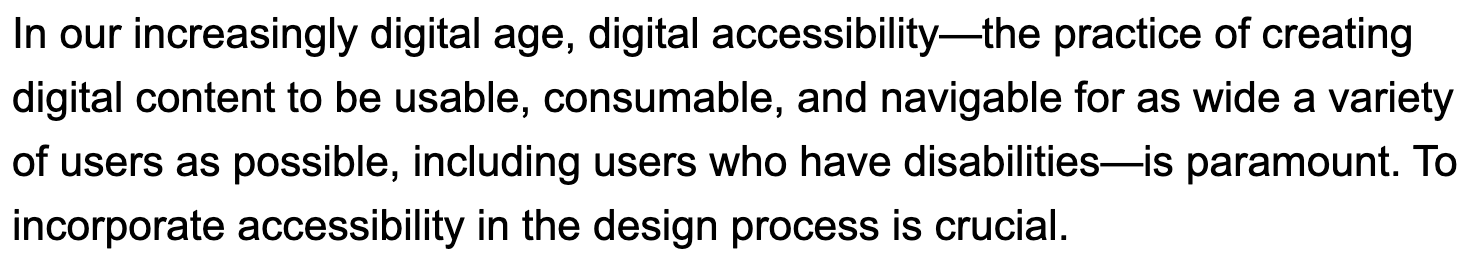 In our increasingly digital age, digital accessibility—the practice of creating
digital content to be usable, consumable, and navigable for as wide a variety
of users as possible, including users who have disabilities—is paramount. To
incorporate accessibility in the design process is crucial.